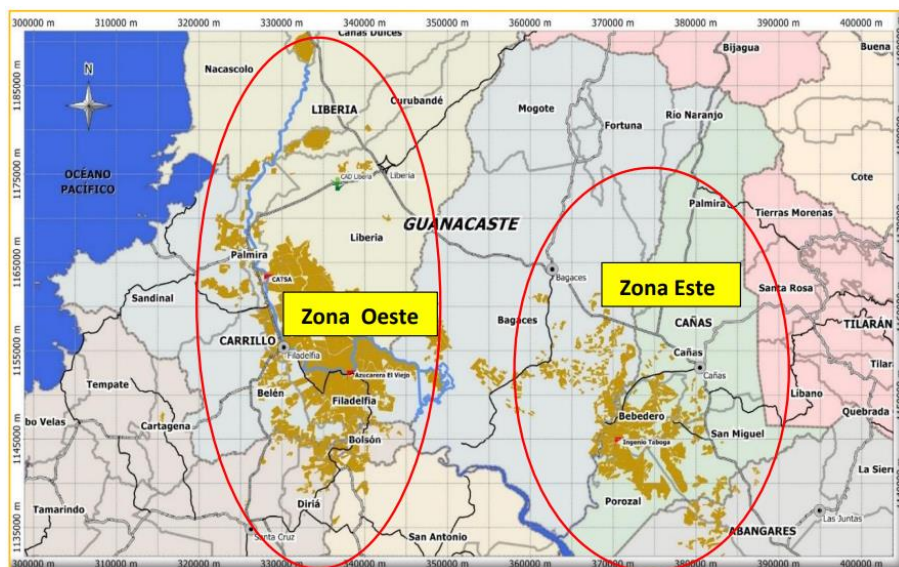 300000 m 310000 m 320000 m 330000 m 340000 m 350000 m 360000 m 370000 m 380000 m 390000 m 400000 m
Cañas Dulces
Bijagua
Buena
Nacascolo
N
1185000 m
LIBERIA
Curubandé
Mogote
Río Naranjo
Fortuna
OCÉANO
PACÍFICO
1175000 m
CAD Liberia
Liberia
Cote
Palmira
Tierras Morenas
GUANACASTE
Liberia
Palmira
1165000 m
CATSA
Bagaces
Santa Rosa
Sandinal
Zona Oeste
Zona Este
Bagaces
CAÑAS
TILARÁN
CARRILLO
Filadelfia
1155000 m
Cañas
Tempate
Azucarera El Viejo
Cañas
Belén
Filadelfia
Líbano
bo Velas
Cartagena
Bebedero
Quebrada
Bolsón
Ingenio Taboga
San Miguel
1145000 m
La Sier
Diriá
Porozal
Tamarindo
1135000 m
Santa Cruz
San Antonio
ABANGARES
Las Juntas
300000 m 310000 m 320000 m 330000 m 340000 m 350000 m 360000 m 370000 m 380000 m 390000 m 400000 m